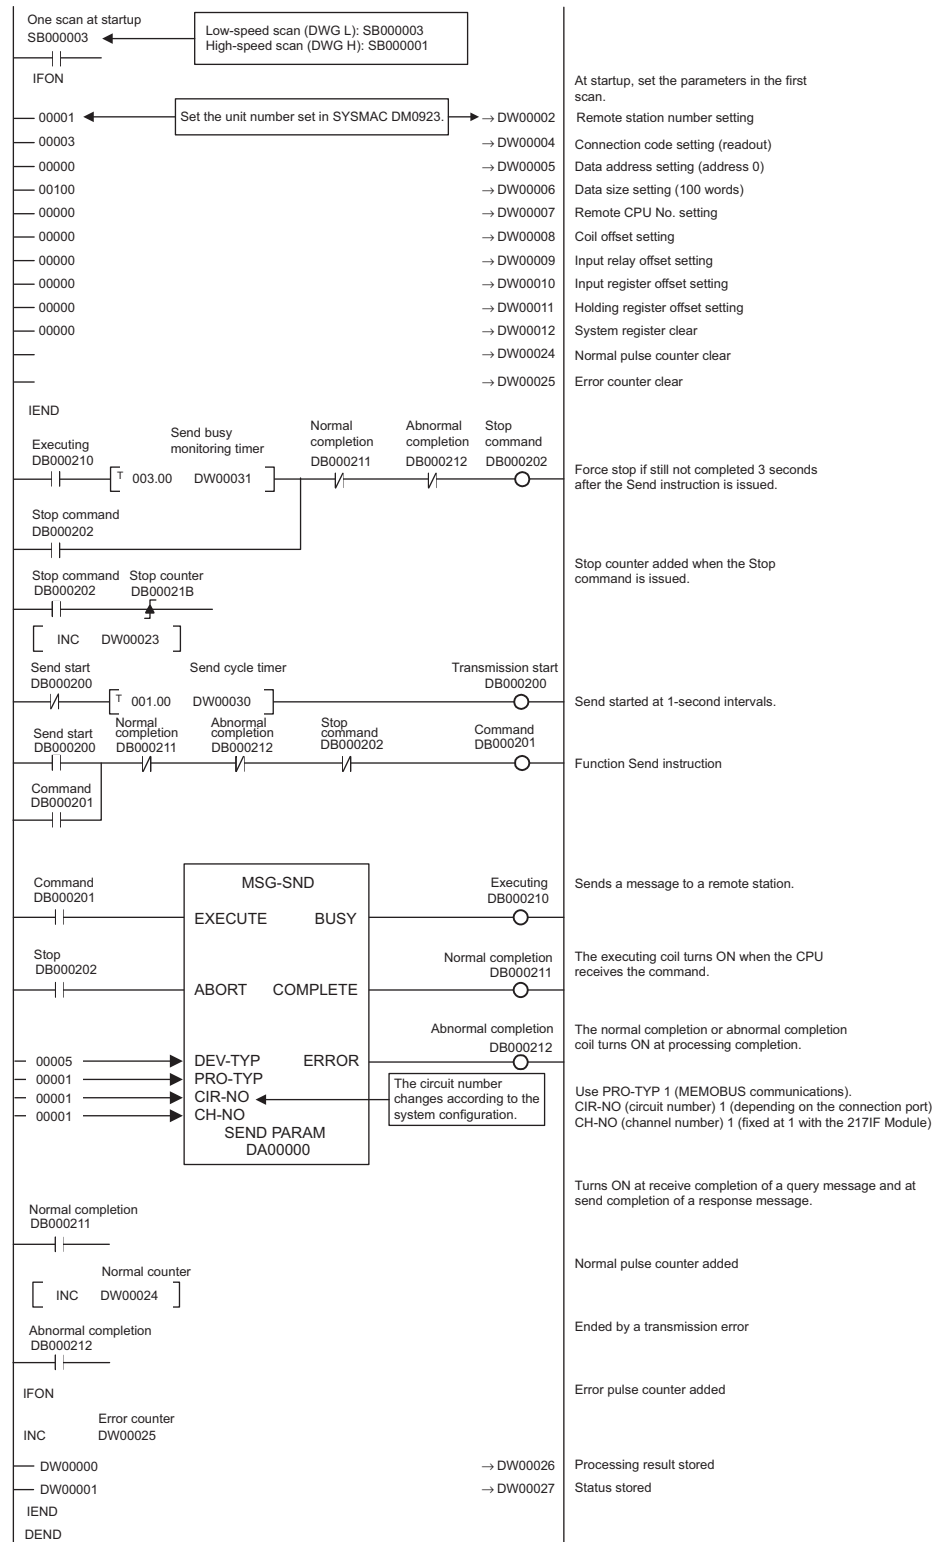 One scan at startup
SB000003
Low-speed scan (DWG L): SB000003
High-speed scan (DWG H): SB000001
IFON
At startup, set the parameters in the first
scan.
00001
Set the unit number set in SYSMAC DM0923.
→ DW00002
Remote station number setting
00003
→ DW00004
Connection code setting (readout)
00000
→ DW00005
Data address setting (address 0)
00100
→ DW00006
Data size setting (100 words)
00000
→ DW00007
Remote CPU No. setting
00000
→ DW00008
Coil offset setting
00000
→ DW00009
Input relay offset setting
00000
→ DW00010
Input register offset setting
00000
→ DW00011
Holding register offset setting
00000
→ DW00012
System register clear
→ DW00024
Normal pulse counter clear
→ DW00025
Error counter clear
IEND
Executing
DB000210
Send busy
monitoring timer
T 003.00 DW00031
Normal
completion
DB000211
Abnormal
completion
DB000212
Stop
command
DB000202
Force stop if still not completed 3 seconds
after the Send instruction is issued.
Stop command
DB000202
Stop counter added when the Stop
command is issued.
Stop command
DB000202
Stop counter
DB00021B
INC DW00023
Send start
DB000200
Send cycle timer
T 001.00 DW00030
Transmission start
DB000200
Send started at 1-second intervals.
Send start
DB000200
Normal
completion
DB000211
Abnormal
completion
DB000212
Stop
command
DB000202
Command
DB000201
Function Send instruction
Command
DB000201
Command
DB000201
MSG-SND
Executing
DB000210
Sends a message to a remote station.
EXECUTE BUSY
Stop
DB000202
Normal completion
DB000211
The executing coil turns ON when the CPU
receives the command.
ABORT COMPLETE
Abnormal completion
DB000212
The normal completion or abnormal completion
coil turns ON at processing completion.
00005
DEV-TYP ERROR
00001
PRO-TYP
00001
CIR-NO
00001
CH-NO
The circuit number
changes according to the
system configuration.
SEND PARAM
DA00000
Use PRO-TYP 1 (MEMOBUS communications).
CIR-NO (circuit number) 1 (depending on the connection port)
CH-NO (channel number) 1 (fixed at 1 with the 217IF Module)
Turns ON at receive completion of a query message and at
send completion of a response message.
Normal completion
DB000211
Normal pulse counter added
Normal counter
INC DW00024
Abnormal completion
DB000212
Ended by a transmission error
IFON
Error pulse counter added
Error counter
INC DW00025
DW00000
→ DW00026
Processing result stored
DW00001
→ DW00027
Status stored
IEND
DEND